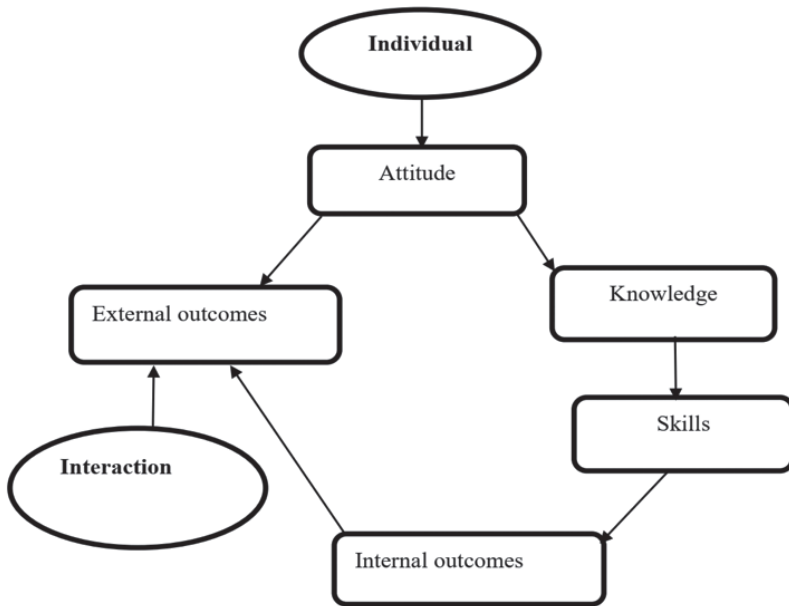 Individual
Attitude
External outcomes
Knowledge
Skills
Interaction
Internal outcomes